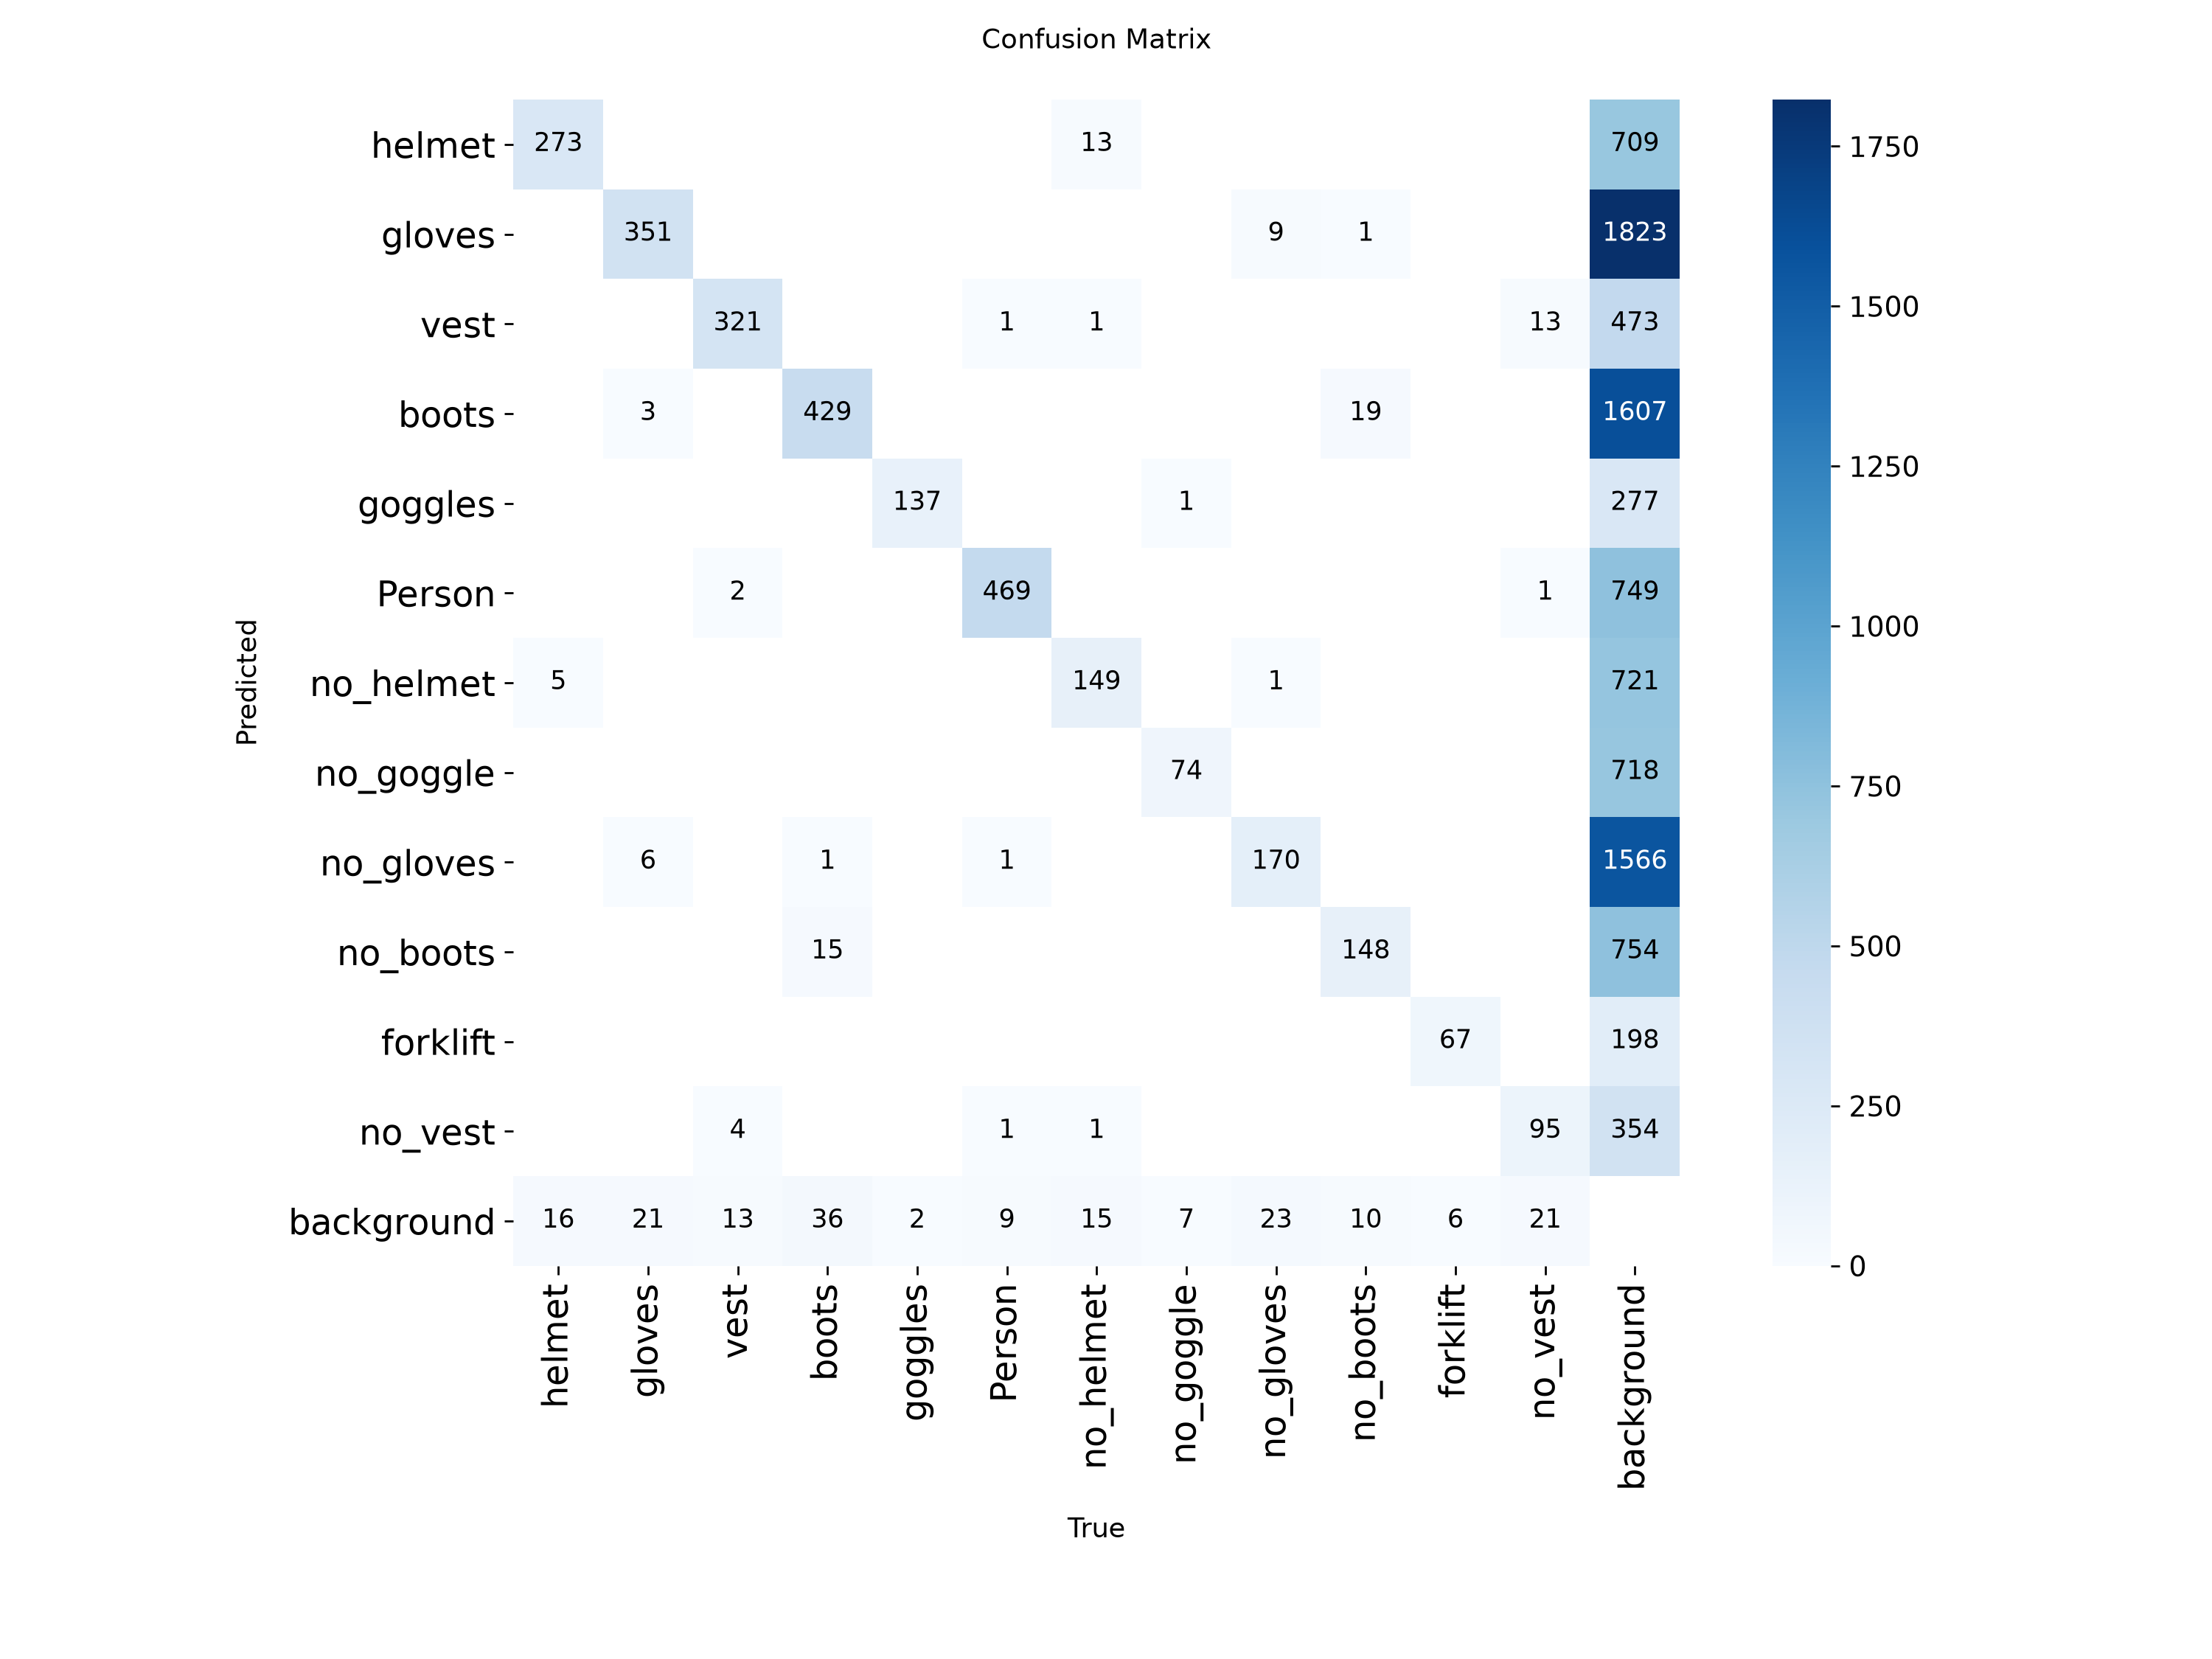 Confusion Matrix
helmet 273 13 709
gloves 351 9 1 1823
vest 321 1 1 13 473
boots 3 429 19 1607
goggles 137 1 277
Person 2 469 1 749
no_helmet 5 149 1 721
no_goggle 74 718
no_gloves 6 1 1 170 1566
no_boots 15 148 754
forklift 67 198
no_vest 4 1 1 95 354
background 16 21 13 36 2 9 15 7 23 10 6 21
helmet gloves vest boots goggles Person no_helmet no_goggle no_gloves no_boots forklift no_vest background
True
Predicted
1750
1500
1250
1000
750
500
250
0